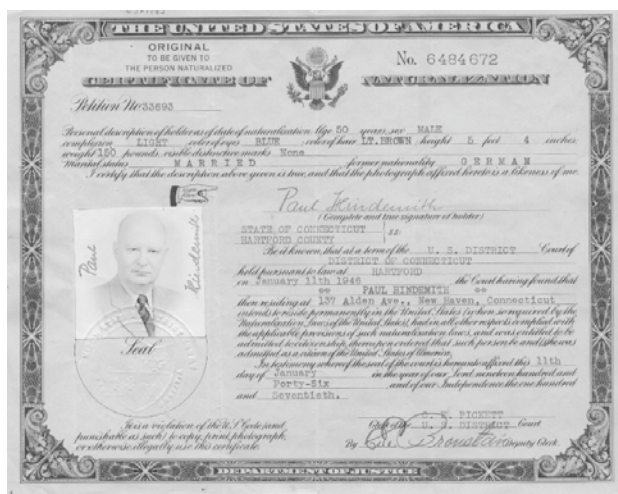 THE UNITED STATES OF AMERICA
ORIGINAL
TO BE GIVEN TO
THE PERSON NATURALIZED
No. 6484672
CERTIFICATE OF NATURALIZATION
Petition No 33693
Personal description of holder as of date of naturalization: Age 50 years; sex MALE
complexion LIGHT color of eyes BLUE color of hair LT. BROWN height 5 feet 4 inches;
weight 150 pounds; visible distinctive marks None
Marital status MARRIED former nationality GERMAN
I certify that the description above given is true, and that the photograph affixed hereto is a likeness of me.
Paul Hindemith
(Complete and true signature of holder)
STATE OF CONNECTICUT
HARTFORD COUNTY
ss:
Be it known, that at a term of the U. S. DISTRICT Court of
DISTRICT OF CONNECTICUT
held pursuant to law at HARTFORD
on January 11th 1946 the Court having found that
PAUL HINDEMITH
then residing at 137 Alden Ave., New Haven, Connecticut
intends to reside permanently in the United States (when so required by the
Naturalization Laws of the United States), had in all other respects complied with
the applicable provisions of such naturalization laws, and was entitled to be
admitted to citizenship, thereupon ordered that such person be and (s)he was
admitted as a citizen of the United States of America.
In testimony whereof the seal of the court is hereunto affixed this 11th
day of January in the year of our Lord nineteen hundred and
Forty-Six and of our Independence the one hundred
and Seventieth.
Paul Hindemith
Seal
It is a violation of the U.S. Code (and
punishable as such) to copy, print, photograph,
or otherwise illegally use this certificate.
PICKETT
Clerk of the U. S. DISTRICT Court
By Deputy Clerk.
DEPARTMENT OF JUSTICE